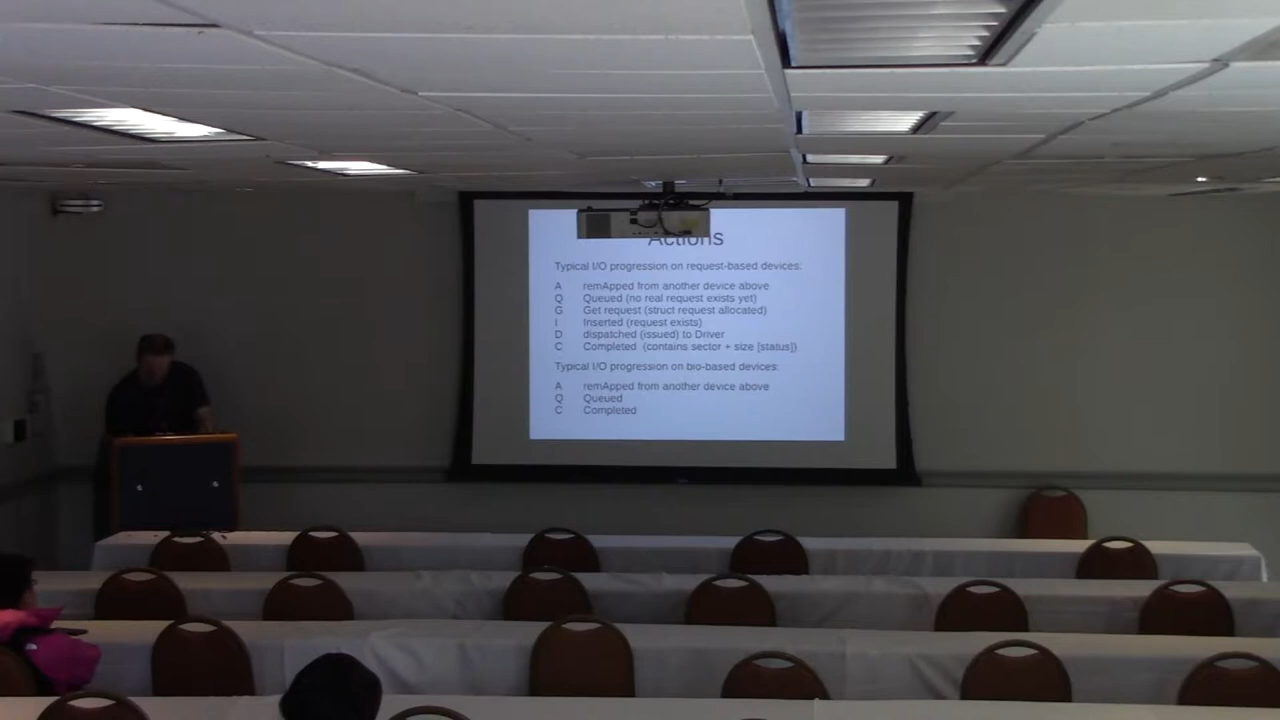 Actions
Typical I/O progression on request-based devices:
A remApped from another device above
Q Queued (no real request exists yet)
G Get request (struct request allocated)
I Inserted (request exists)
D dispatched (issued) to Driver
C Completed (contains sector + size [status])
Typical I/O progression on bio-based devices:
A remApped from another device above
Q Queued
C Completed